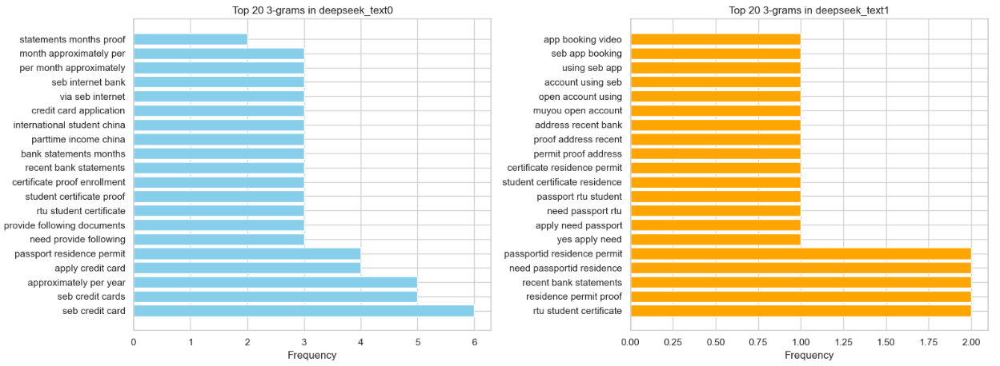 Top 20 3-grams in deepseek_text0
statements months proof
month approximately per
per month approximately
seb internet bank
via seb internet
credit card application
international student china
parttime income china
bank statements months
recent bank statements
certificate proof enrollment
student certificate proof
rtu student certificate
provide following documents
need provide following
passport residence permit
apply credit card
approximately per year
seb credit cards
seb credit card
0 1 2 3 4 5 6
Frequency
Top 20 3-grams in deepseek_text1
app booking video
seb app booking
using seb app
account using seb
open account using
muyou open account
address recent bank
proof address recent
permit proof address
certificate residence permit
student certificate residence
passport rtu student
need passport rtu
apply need passport
yes apply need
passportid residence permit
need passportid residence
recent bank statements
residence permit proof
rtu student certificate
0.00 0.25 0.50 0.75 1.00 1.25 1.50 1.75 2.00
Frequency